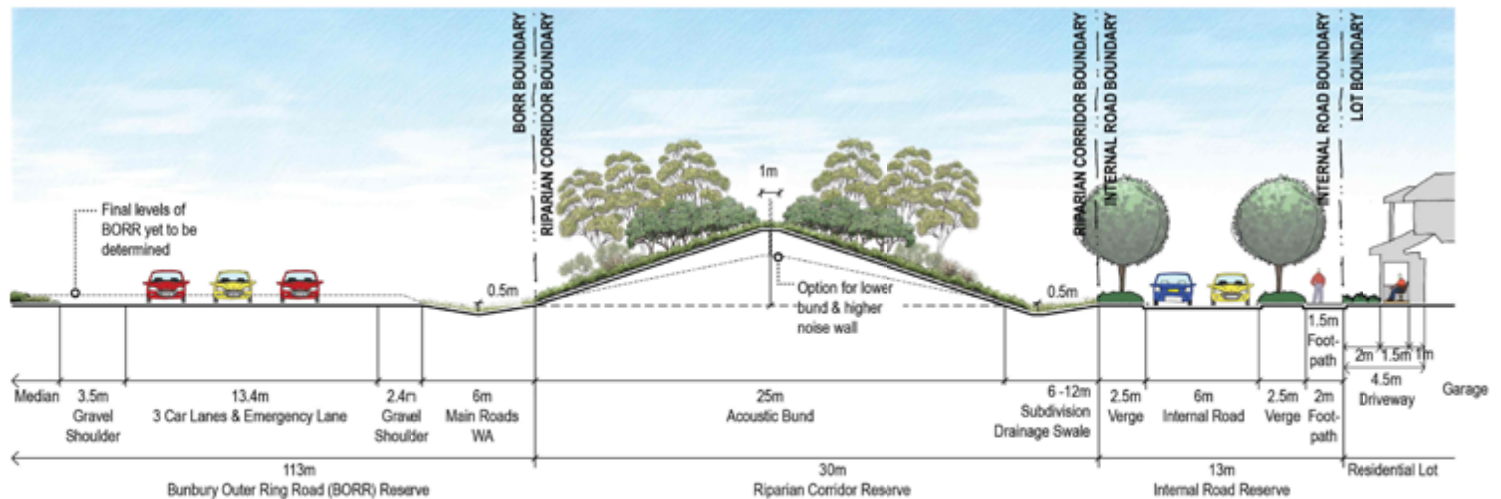 BORR BOUNDARY
RIPARIAN CORRIDOR BOUNDARY
RIPARIAN CORRIDOR BOUNDARY
INTERNAL ROAD BOUNDARY
INTERNAL ROAD BOUNDARY
LOT BOUNDARY
Final levels of
BORR yet to be
determined
0.5m
1m
Option for lower
bund & higher
noise wall
0.5m
1.5m
Foot-
path
2m
1.5m
1m
4.5m
Driveway
Garage
Median
3.5m
Gravel
Shoulder
13.4m
3 Car Lanes & Emergency Lane
2.4m
Gravel
Shoulder
6m
Main Roads
WA
25m
Acoustic Bund
6 -12m
Subdivision
Drainage Swale
2.5m
Verge
6m
Internal Road
2.5m
Verge
2m
Foot-
path
113m
Bunbury Outer Ring Road (BORR) Reserve
30m
Riparian Corridor Reserve
13m
Internal Road Reserve
Residential Lot